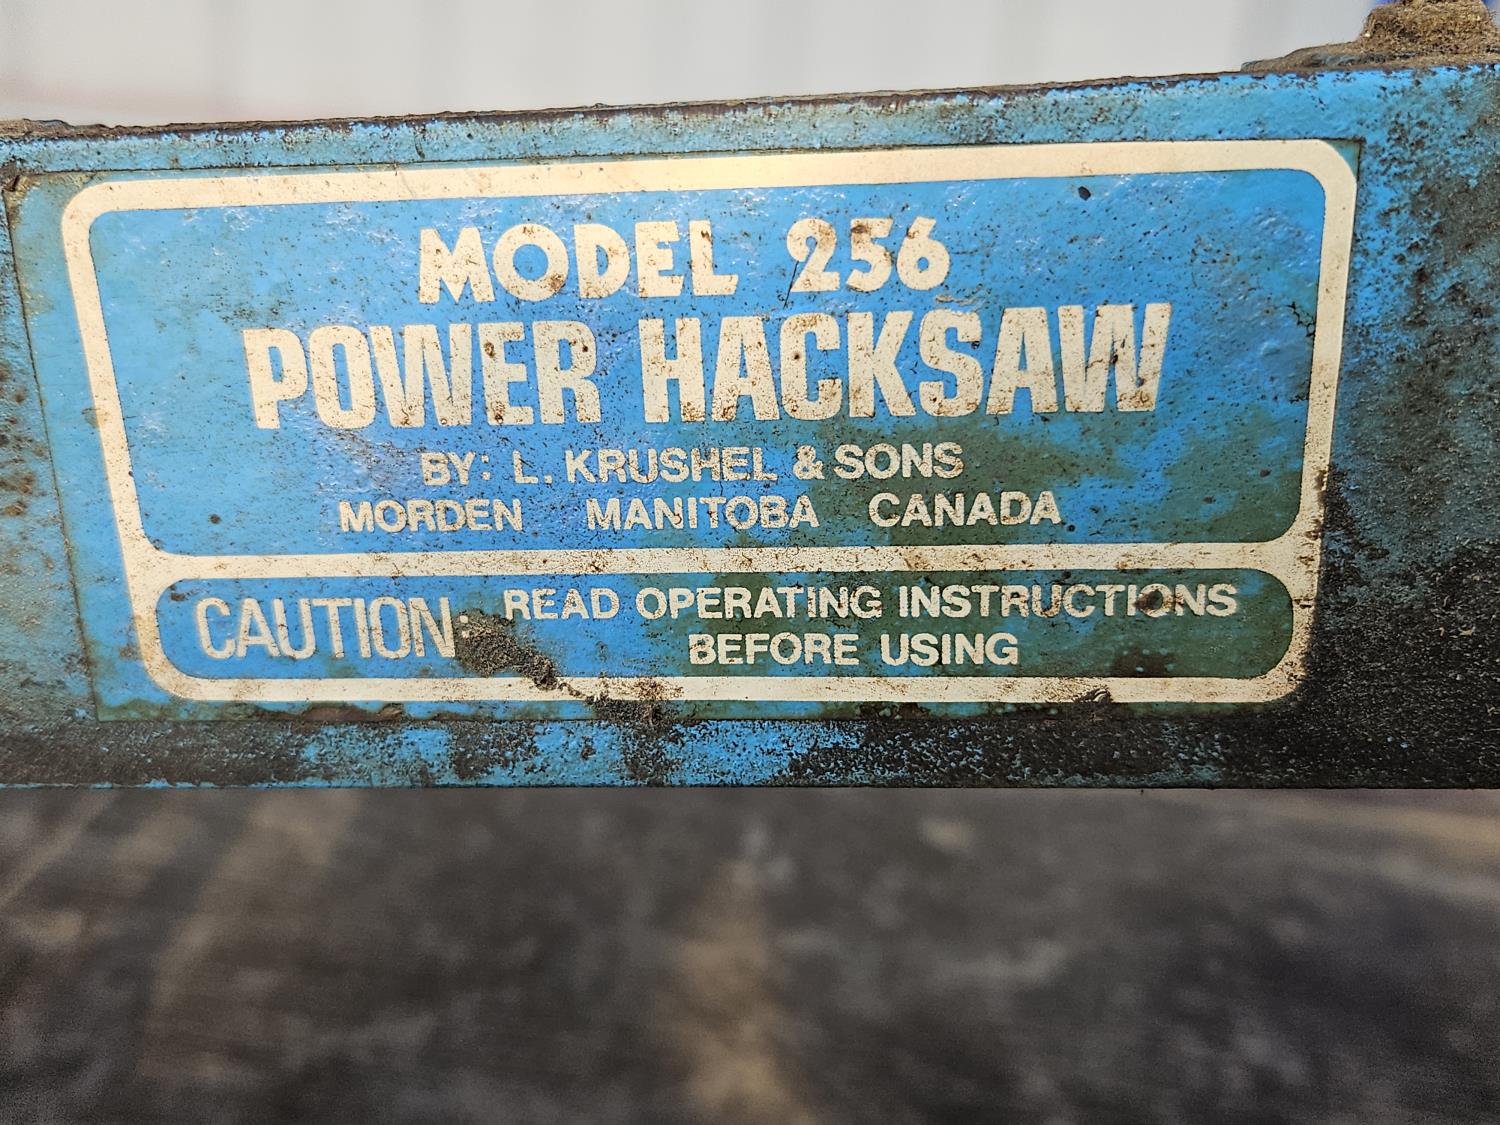 MODEL 256
POWER HACKSAW
BY: L. KRUSHEL & SONS
MORDEN MANITOBA CANADA
CAUTION: READ OPERATING INSTRUCTIONS
BEFORE USING